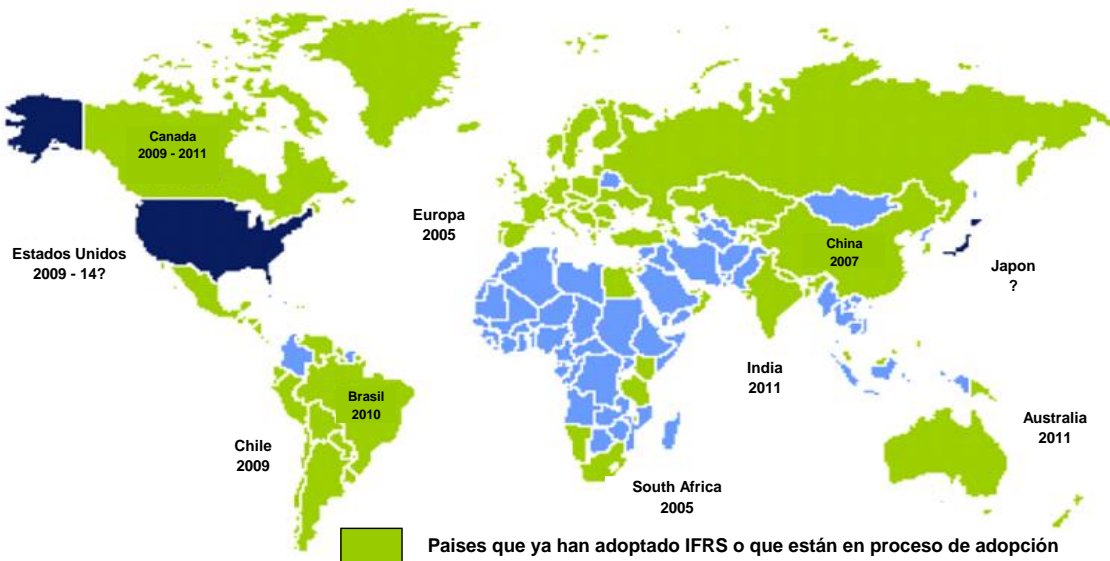 Canada
2009 - 2011
Europa
2005
Estados Unidos
2009 - 14?
China
2007
Japon
?
India
2011
Brasil
2010
Chile
2009
Australia
2011
South Africa
2005
Paises que ya han adoptado IFRS o que están en proceso de adopción